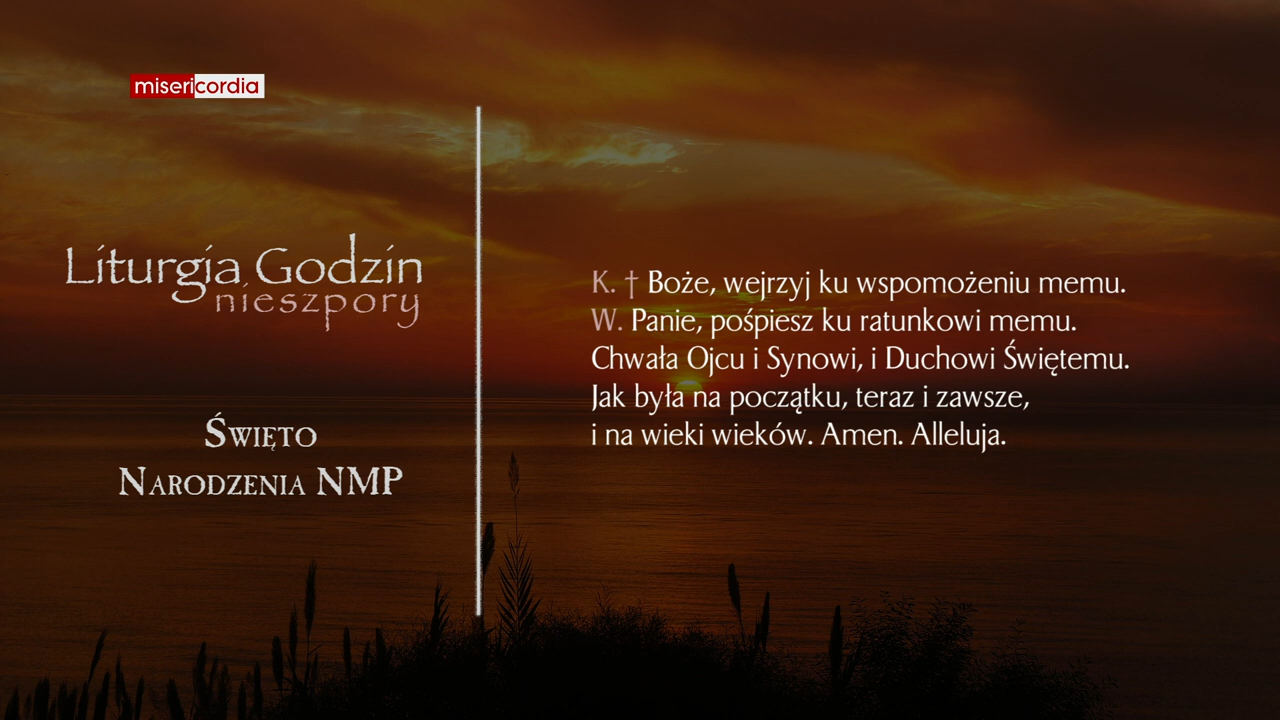 misericordia
Liturgia Godzin
nieszpory
Święto
Narodzenia NMP
K. † Boże, wejrzyj ku wspomożeniu memu.
W. Panie, pośpiesz ku ratunkowi memu.
Chwała Ojcu i Synowi, i Duchowi Świętemu.
Jak była na początku, teraz i zawsze,
i na wieki wieków. Amen. Alleluja.